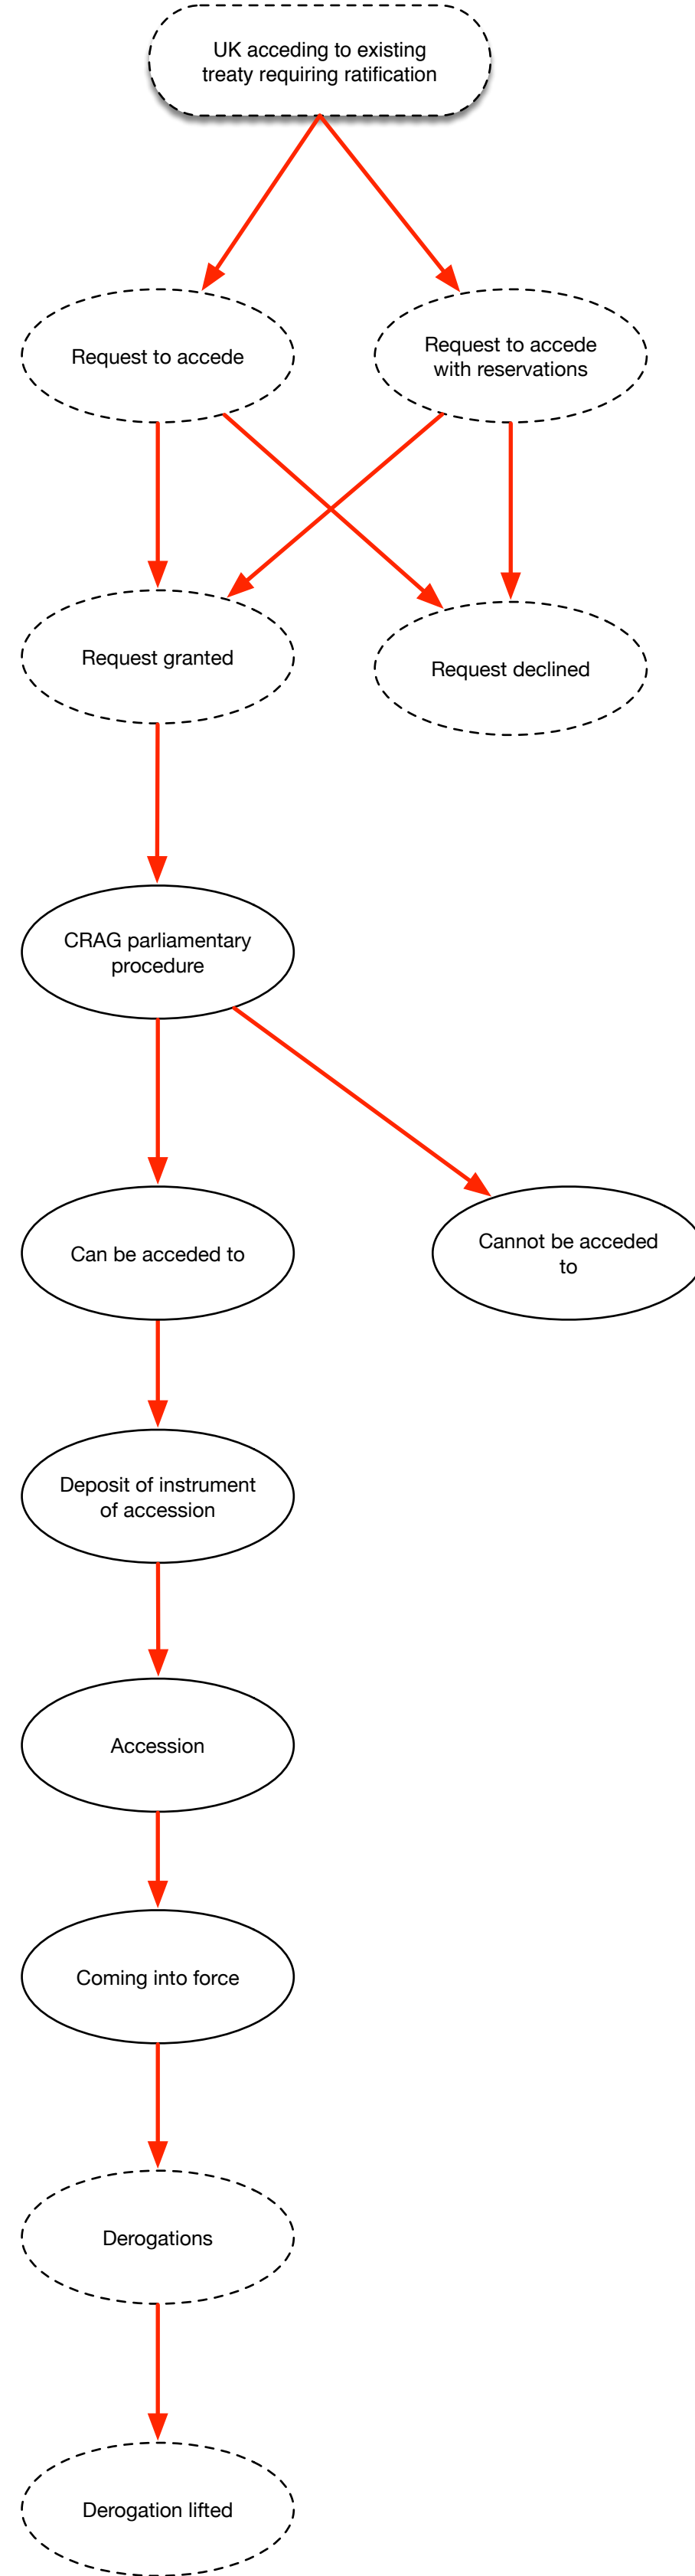 UK acceding to existing
treaty requiring ratification
Request to accede
Request to accede
with reservations
Request granted
Request declined
CRAG parliamentary
procedure
Can be acceded to
Cannot be acceded
to
Deposit of instrument
of accession
Accession
Coming into force
Derogations
Derogation lifted